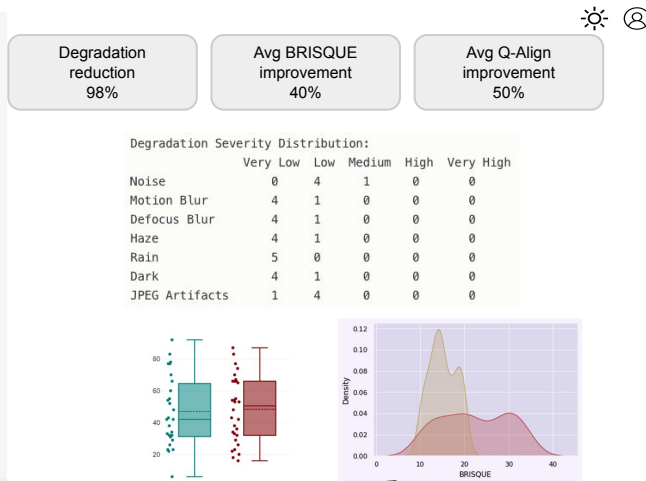 Degradation
reduction
98%
Avg BRISQUE
improvement
40%
Avg Q-Align
improvement
50%
Degradation Severity Distribution:
Very Low Low Medium High Very High
Noise 0 4 1 0 0
Motion Blur 4 1 0 0 0
Defocus Blur 4 1 0 0 0
Haze 4 1 0 0 0
Rain 5 0 0 0 0
Dark 4 1 0 0 0
JPEG Artifacts 1 4 0 0 0
80
60
40
20
0.12
0.10
0.08
0.06
0.04
0.02
0.00
Density
0 10 20 30 40
BRISQUE